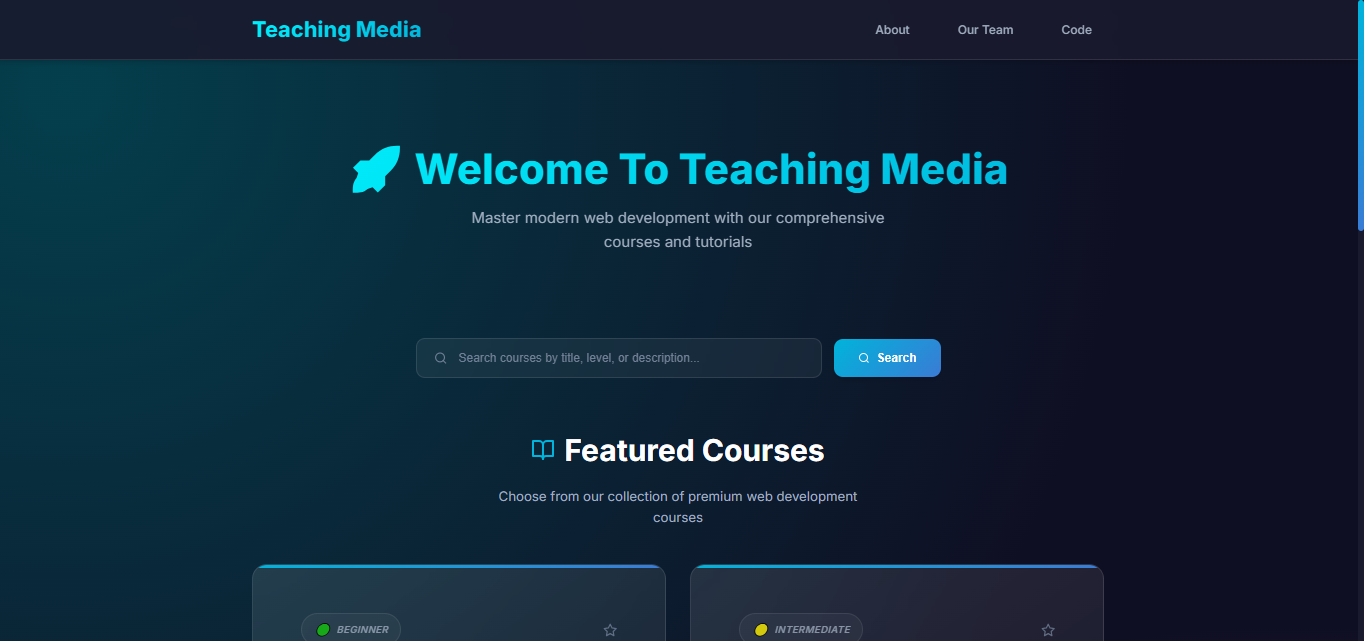 Teaching Media
About
Our Team
Code
Welcome To Teaching Media
Master modern web development with our comprehensive
courses and tutorials
Search courses by title, level, or description...
Search
Featured Courses
Choose from our collection of premium web development
courses
BEGINNER
INTERMEDIATE